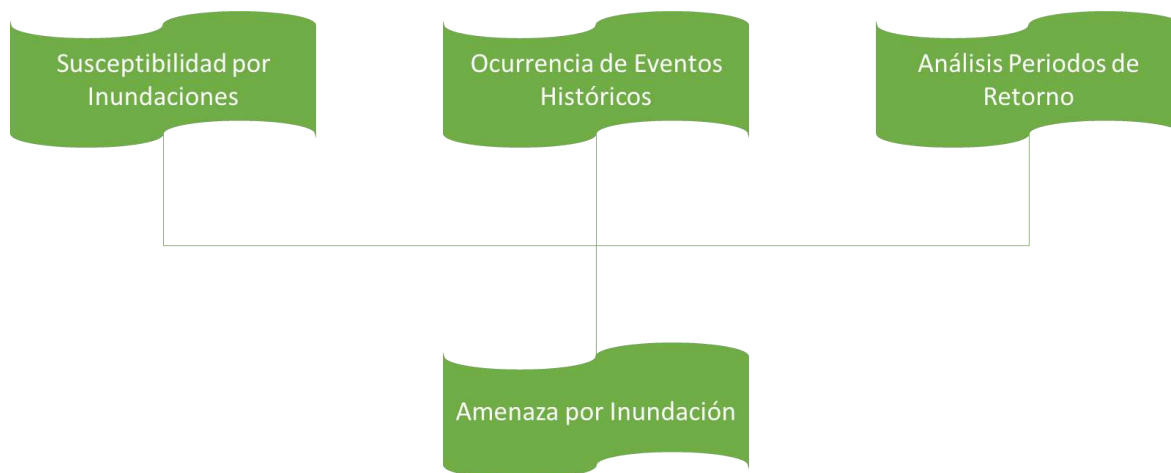 Susceptibilidad por
Inundaciones
Ocurrencia de Eventos
Históricos
Análisis Periodos de
Retorno
Amenaza por Inundación